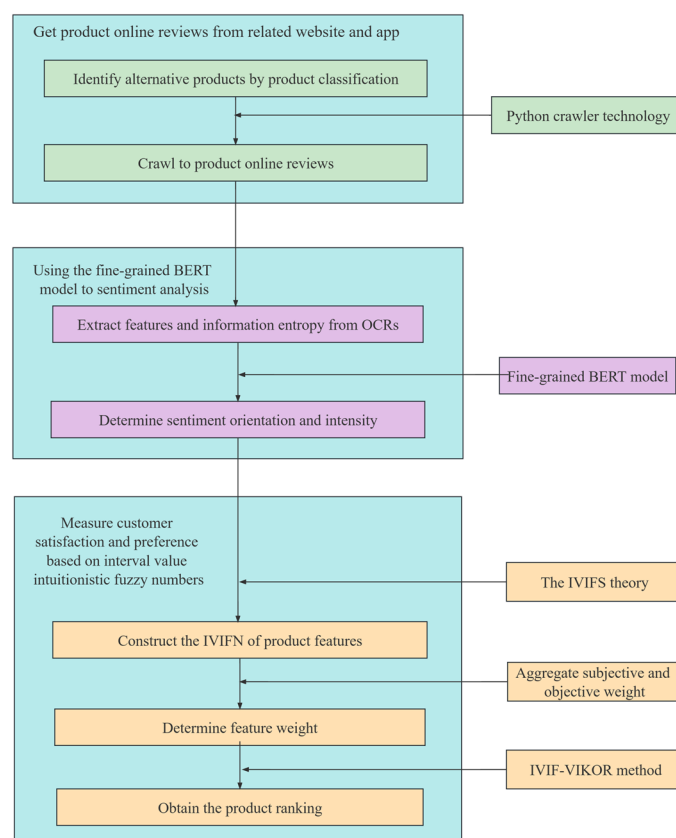 Get product online reviews from related website and app
Identify alternative products by product classification
Python crawler technology
Crawl to product online reviews
Using the fine-grained BERT
model to sentiment analysis
Extract features and information entropy from OCRs
Fine-grained BERT model
Determine sentiment orientation and intensity
Measure customer
satisfaction and preference
based on interval value
intuitionistic fuzzy numbers
The IVIFS theory
Construct the IVIFN of product features
Aggregate subjective and
objective weight
Determine feature weight
IVIF-VIKOR method
Obtain the product ranking